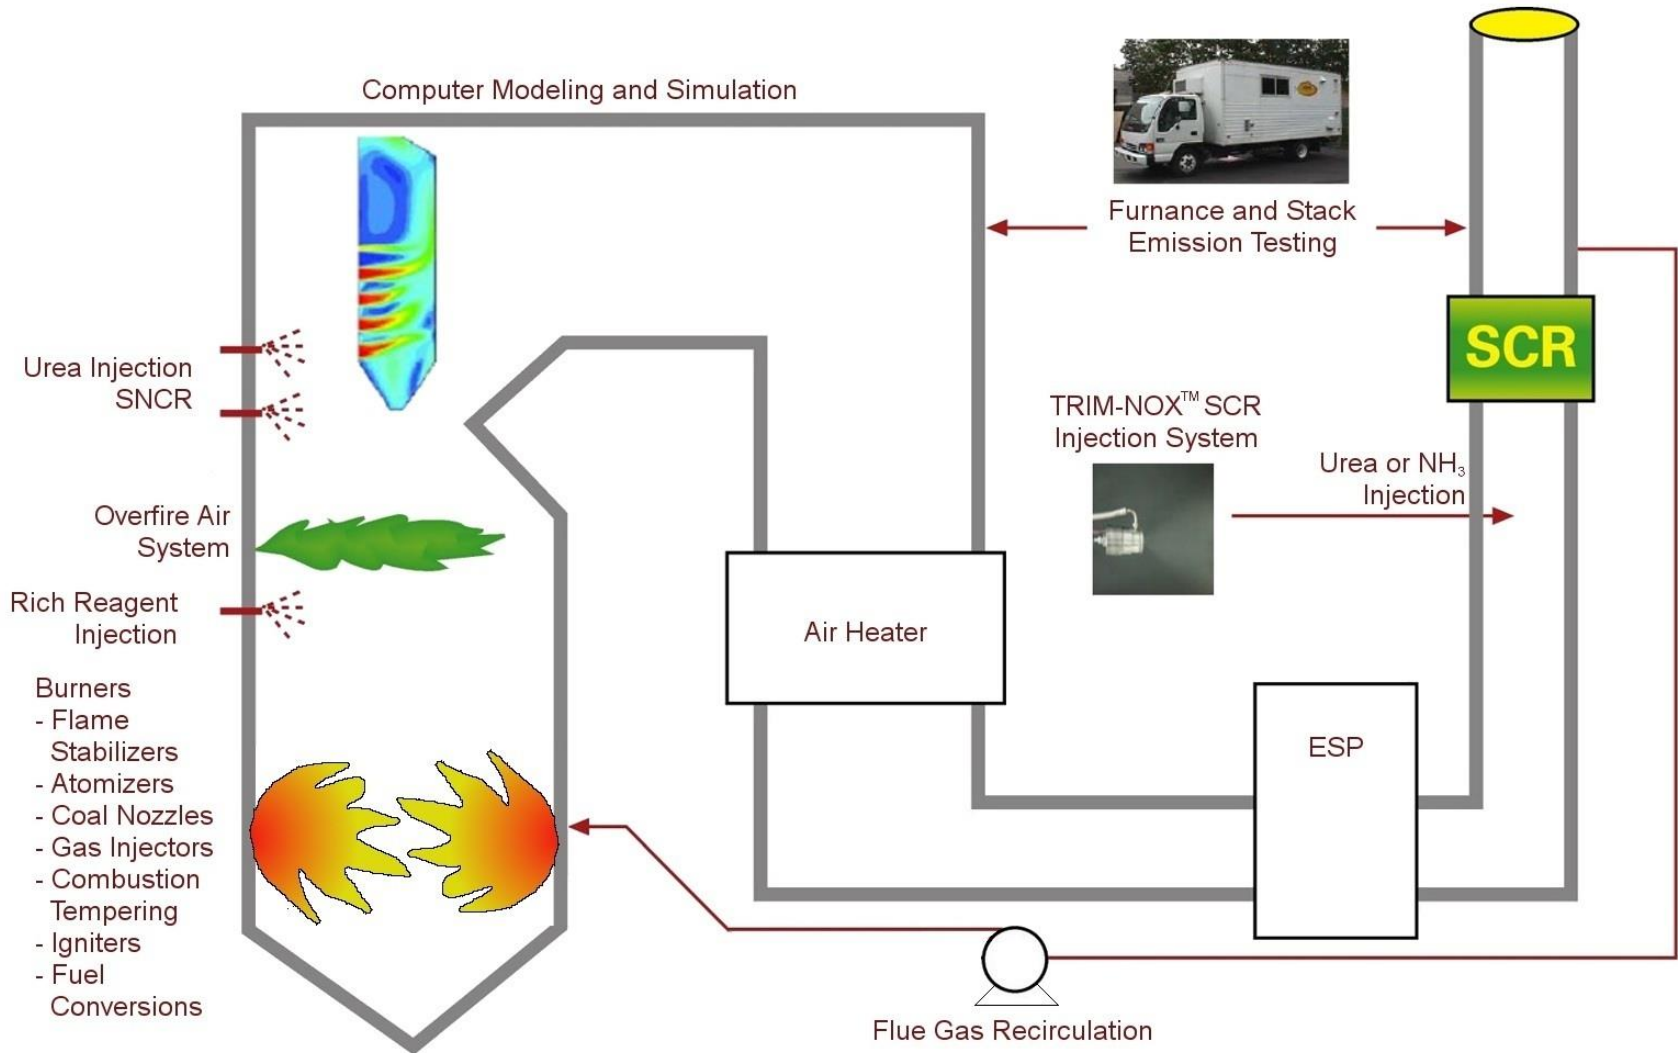 Computer Modeling and Simulation
Furnance and Stack
Emission Testing
SCR
Urea Injection
SNCR
TRIM-NOX™ SCR
Injection System
Urea or NH₃
Injection
Overfire Air
System
Rich Reagent
Injection
Air Heater
Burners
- Flame
Stabilizers
- Atomizers
- Coal Nozzles
- Gas Injectors
- Combustion
Tempering
- Igniters
- Fuel
Conversions
ESP
Flue Gas Recirculation